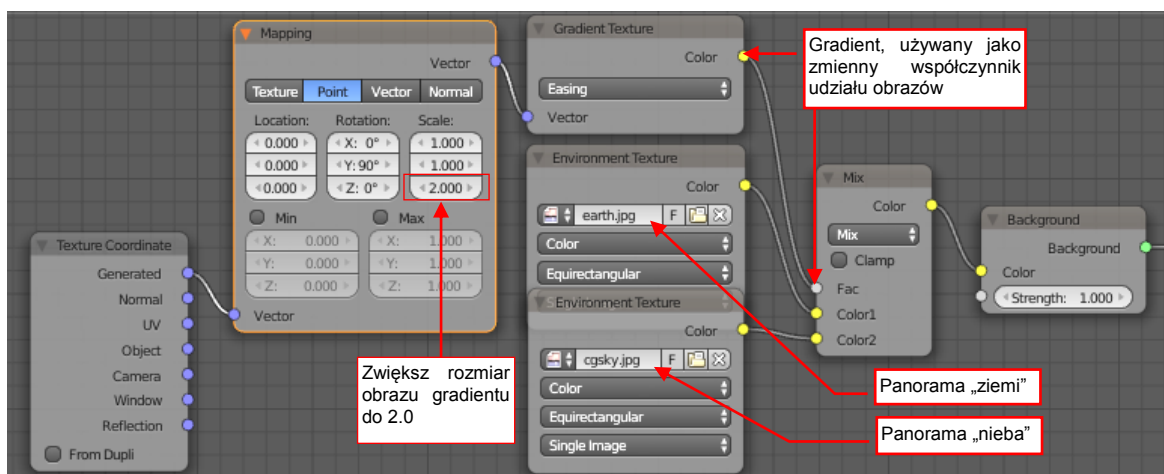 Mapping
Vector
Texture Point Vector Normal
Location: Rotation: Scale:
0.000 X: 0° 1.000
0.000 Y: 90° 1.000
0.000 Z: 0° 2.000
Min Max
X: 0.000 X: 1.000
Y: 0.000 Y: 1.000
Z: 0.000 Z: 1.000
Vector
Texture Coordinate
Generated
Normal
UV
Object
Camera
Window
Reflection
From Dupli
Zwiększ rozmiar
obrazu gradientu
do 2.0
Gradient Texture
Color
Easing
Vector
Environment Texture
Color
earth.jpg F
Color
Equirectangular
Environment Texture
Color
cgsky.jpg F
Color
Equirectangular
Single Image
Gradient, używany jako
zmienny współczynnik
udziału obrazów
Mix
Color
Mix
Clamp
Fac
Color1
Color2
Background
Background
Color
Strength: 1.000
Panorama „ziemi”
Panorama „nieba”